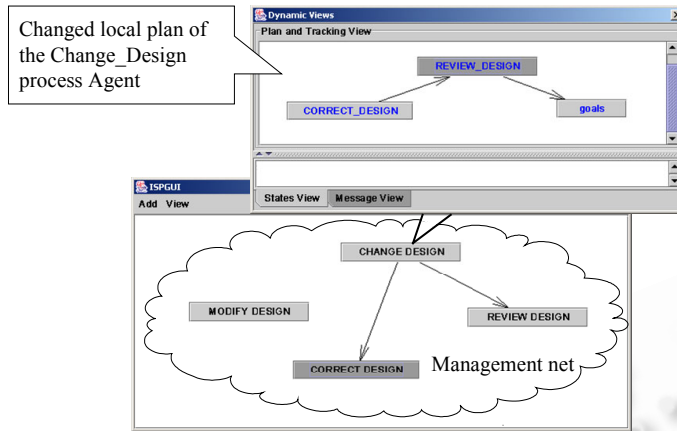 Changed local plan of
the Change_Design
process Agent
Dynamic Views
Plan and Tracking View
REVIEW_DESIGN
CORRECT_DESIGN
goals
States View Message View
ISPGUI
Add View
CHANGE DESIGN
MODIFY DESIGN
REVIEW DESIGN
CORRECT DESIGN
Management net